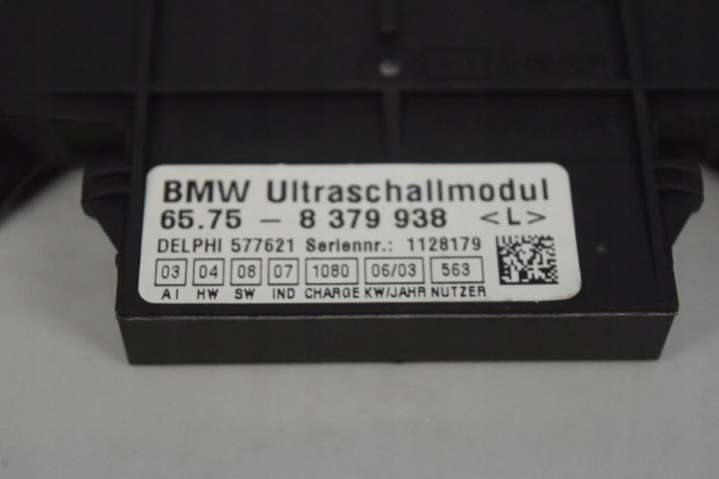 BMW Ultraschallmodul
65.75 - 8 379 938 <L>
DELPHI 577621 Seriennr.: 1128179
03 04 08 07 1080 06/03 563
AI HW SW IND CHARGE KW/JAHR NUTZER